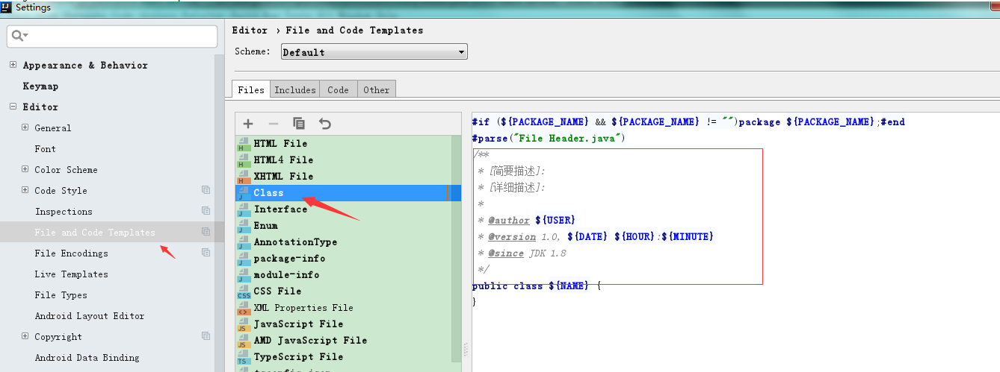 Settings
Appearance & Behavior
Keymap
Editor
General
Font
Color Scheme
Code Style
Inspections
File and Code Templates
File Encodings
Live Templates
File Types
Android Layout Editor
Copyright
Android Data Binding
Editor › File and Code Templates
Scheme: Default
Files Includes Code Other
HTML File
HTML4 File
XHTML File
Class
Interface
Enum
AnnotationType
package-info
module-info
CSS File
XML Properties File
JavaScript File
AMD JavaScript File
TypeScript File
#if (${PACKAGE_NAME} && ${PACKAGE_NAME} != "")package ${PACKAGE_NAME};#end
#parse("File Header.java")
/**
* [简要描述]:
* [详细描述]:
*
* @author ${USER}
* @version 1.0, ${DATE} ${HOUR}:${MINUTE}
* @since JDK 1.8
*/
public class ${NAME} {
}